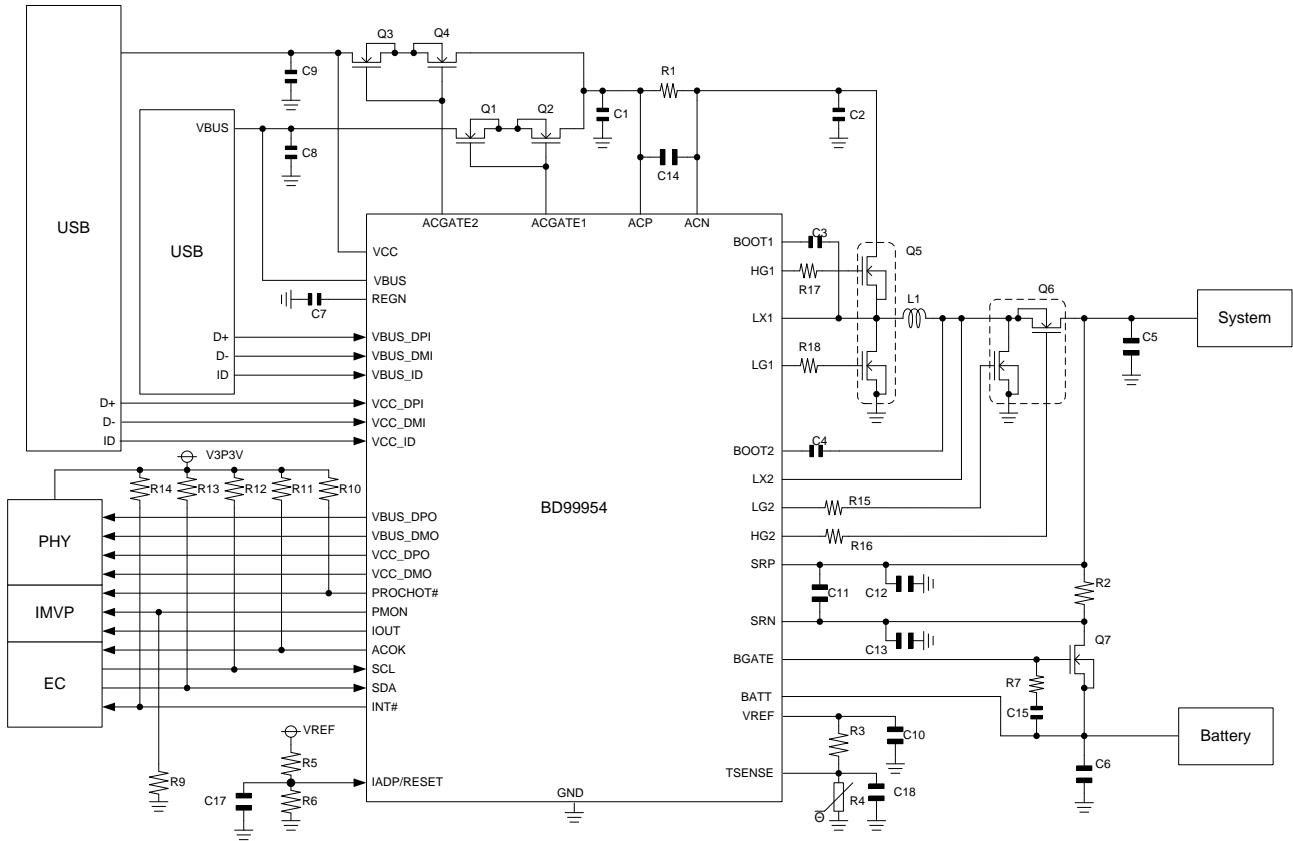 Q3
Q4
C9
R1
C1
C2
Q1
Q2
VBUS
C8
C14
USB
USB
ACGATE2
ACGATE1
ACP
ACN
VCC
VBUS
REGN
C7
BOOT1
C3
Q5
HG1
R17
LX1
L1
Q6
System
C5
LG1
R18
D+
VBUS_DPI
D-
VBUS_DMI
ID
VBUS_ID
D+
VCC_DPI
D-
VCC_DMI
ID
VCC_ID
BOOT2
C4
LX2
V3P3V
R14
R13
R12
R11
R10
BD99954
LG2
R15
HG2
R16
PHY
VBUS_DPO
VBUS_DMO
VCC_DPO
VCC_DMO
PROCHOT#
IMVP
PMON
IOUT
ACOK
EC
SCL
SDA
INT#
SRP
C11
C12
R2
SRN
C13
Q7
BGATE
R7
BATT
C15
VREF
R3
C10
Battery
C6
VREF
R5
IADP/RESET
R6
C17
R9
TSENSE
R4
C18
Θ
GND